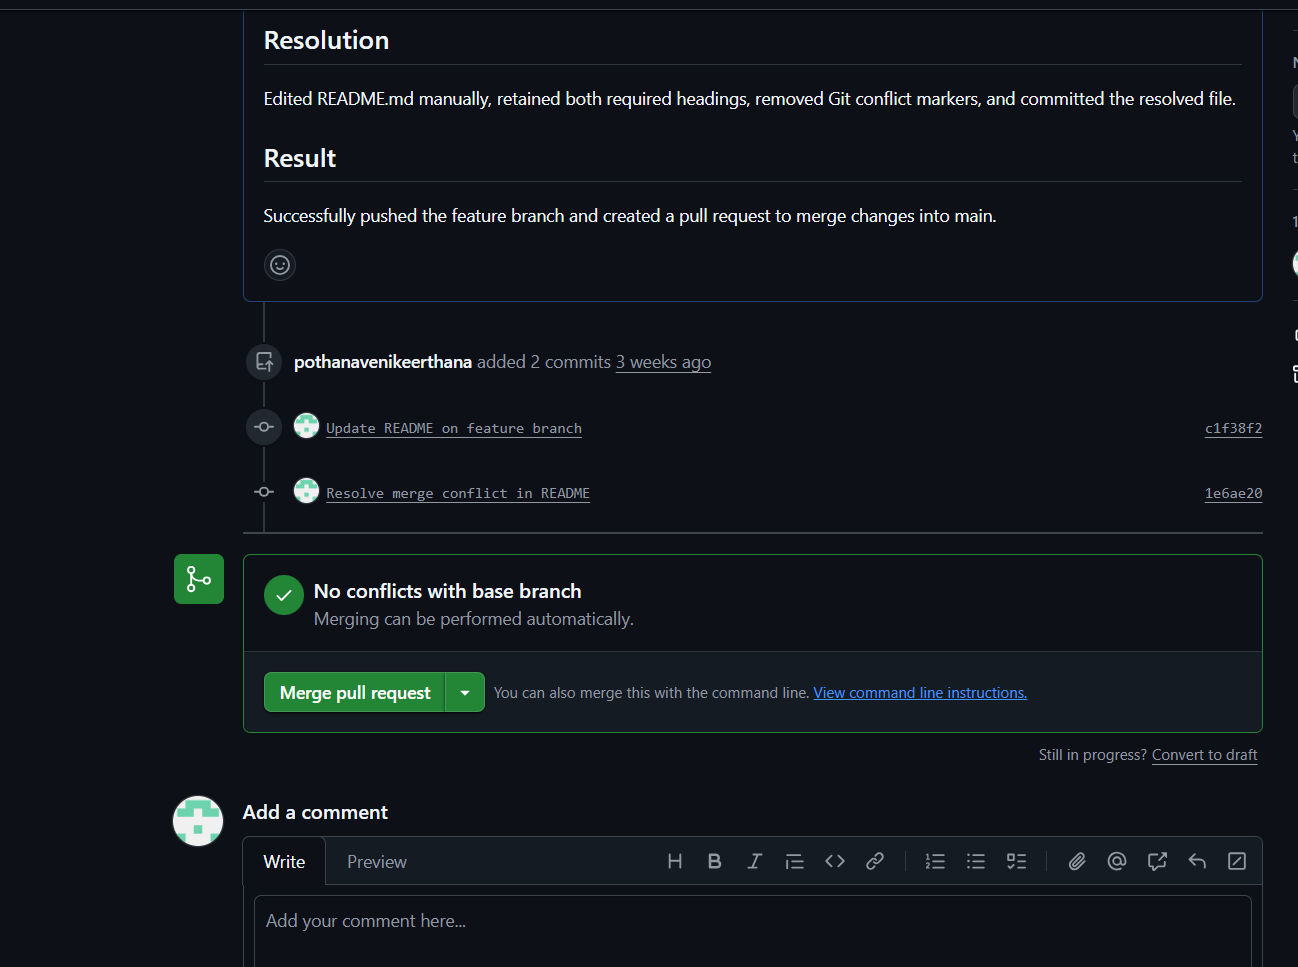 Resolution
Edited README.md manually, retained both required headings, removed Git conflict markers, and committed the resolved file.
Result
Successfully pushed the feature branch and created a pull request to merge changes into main.
pothanavenikeerthana added 2 commits 3 weeks ago
Update README on feature branch c1f38f2
Resolve merge conflict in README 1e6ae20
No conflicts with base branch
Merging can be performed automatically.
Merge pull request You can also merge this with the command line. View command line instructions.
Still in progress? Convert to draft
Add a comment
Write Preview
Add your comment here...